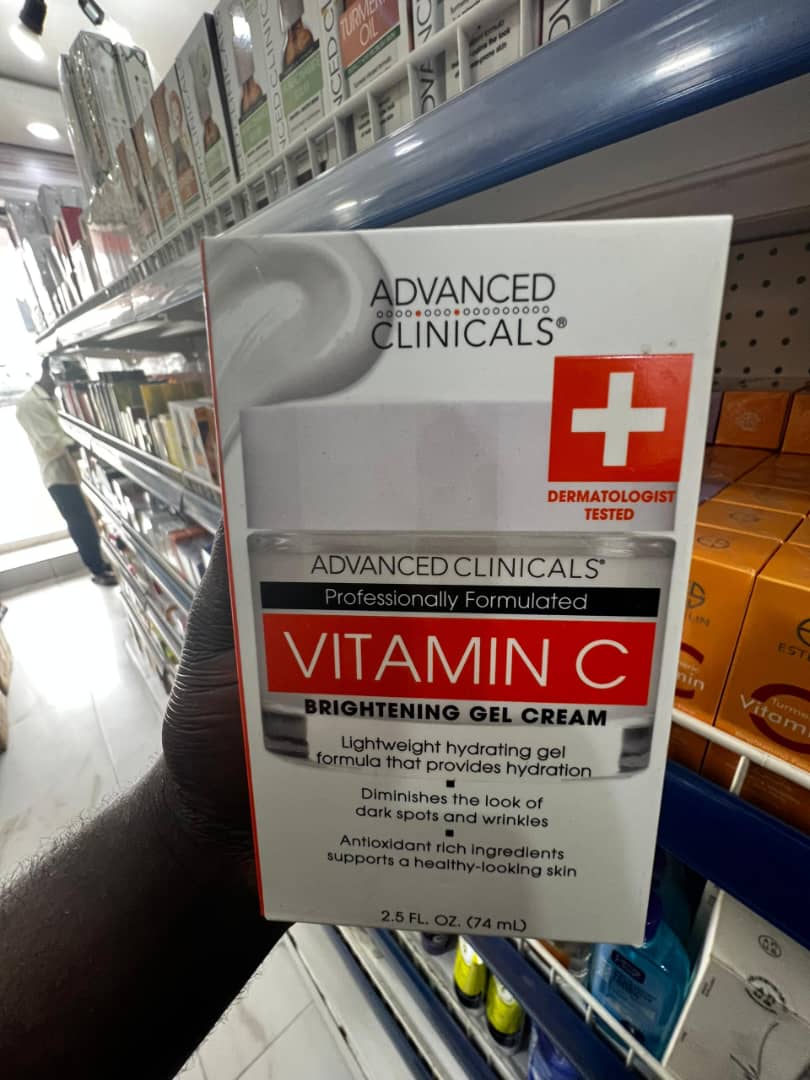 TURMERIC
OIL
ADVANCED
CLINICALS®
DERMATOLOGIST
TESTED
ADVANCED CLINICALS®
Professionally Formulated
VITAMIN C
BRIGHTENING GEL CREAM
Lightweight hydrating gel
formula that provides hydration
Diminishes the look of
dark spots and wrinkles
Antioxidant rich ingredients
supports a healthy-looking skin
2.5 FL. OZ. (74 mL)